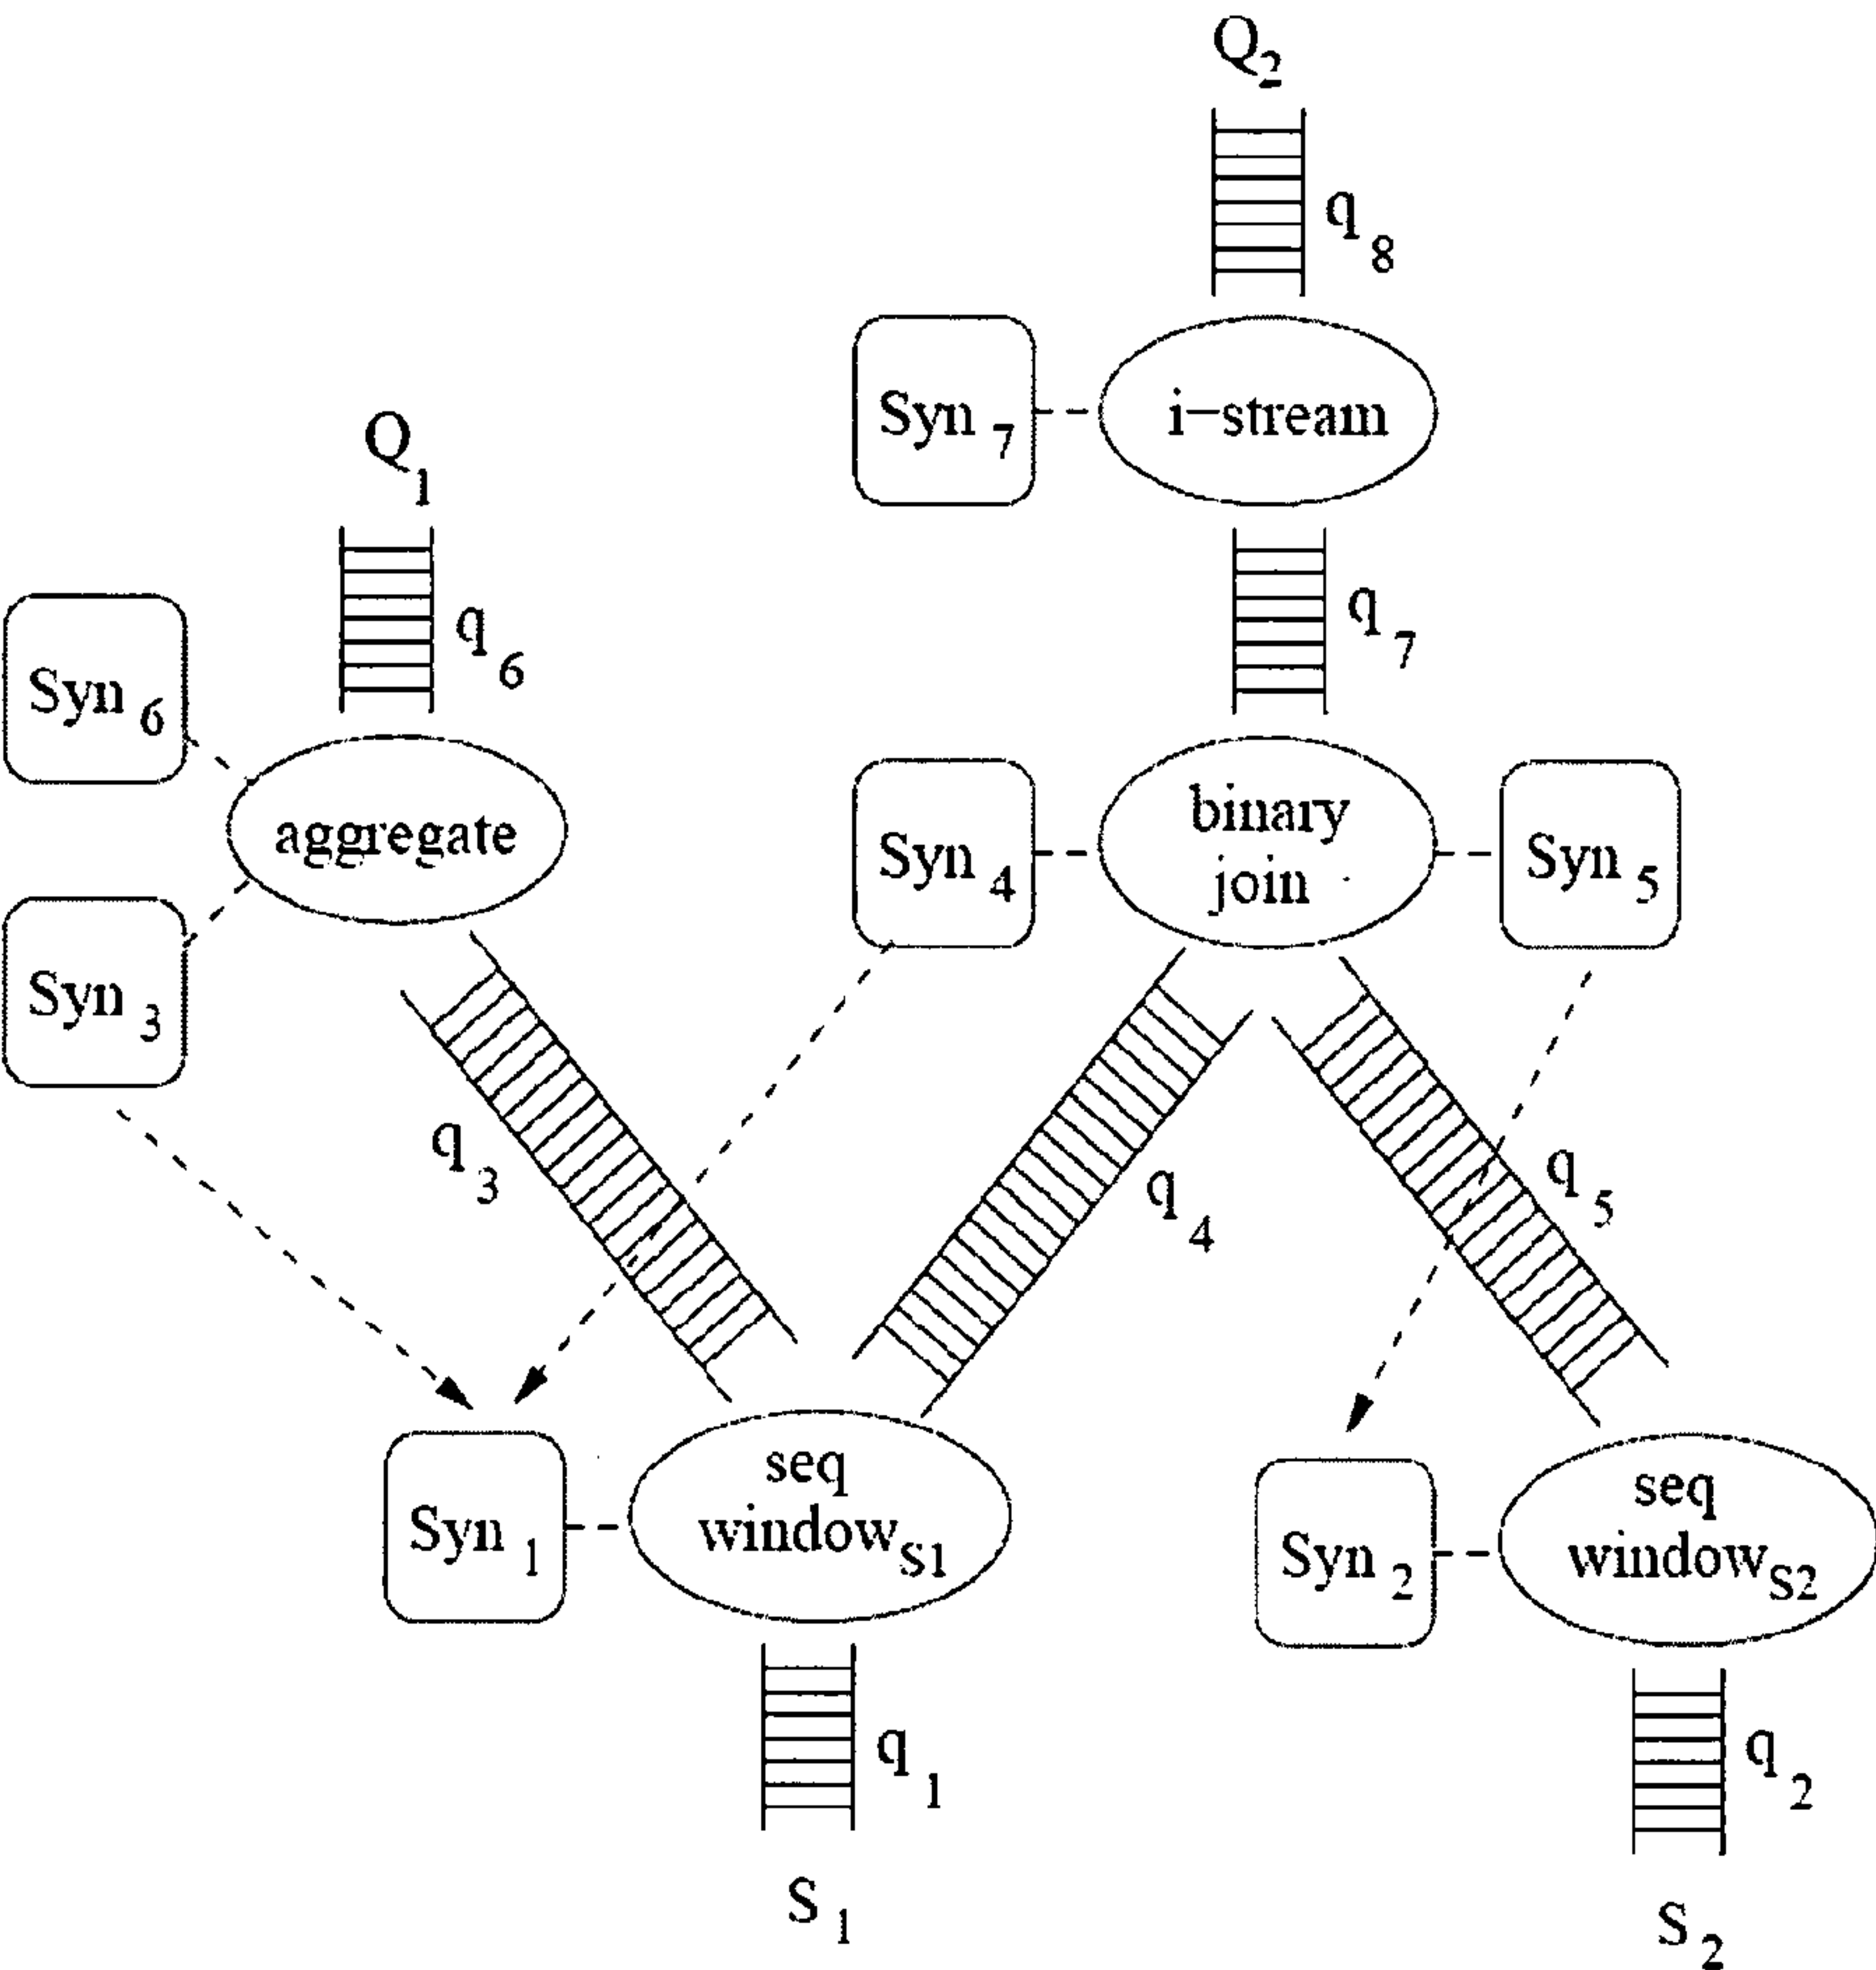 Q2
q8
Syn7
i-stream
Q1
q7
q6
Syn6
aggregate
Syn4
binary
join
Syn5
Syn3
q3
q4
q5
Syn1
seq
windowS1
Syn2
seq
windowS2
q1
q2
S1
S2